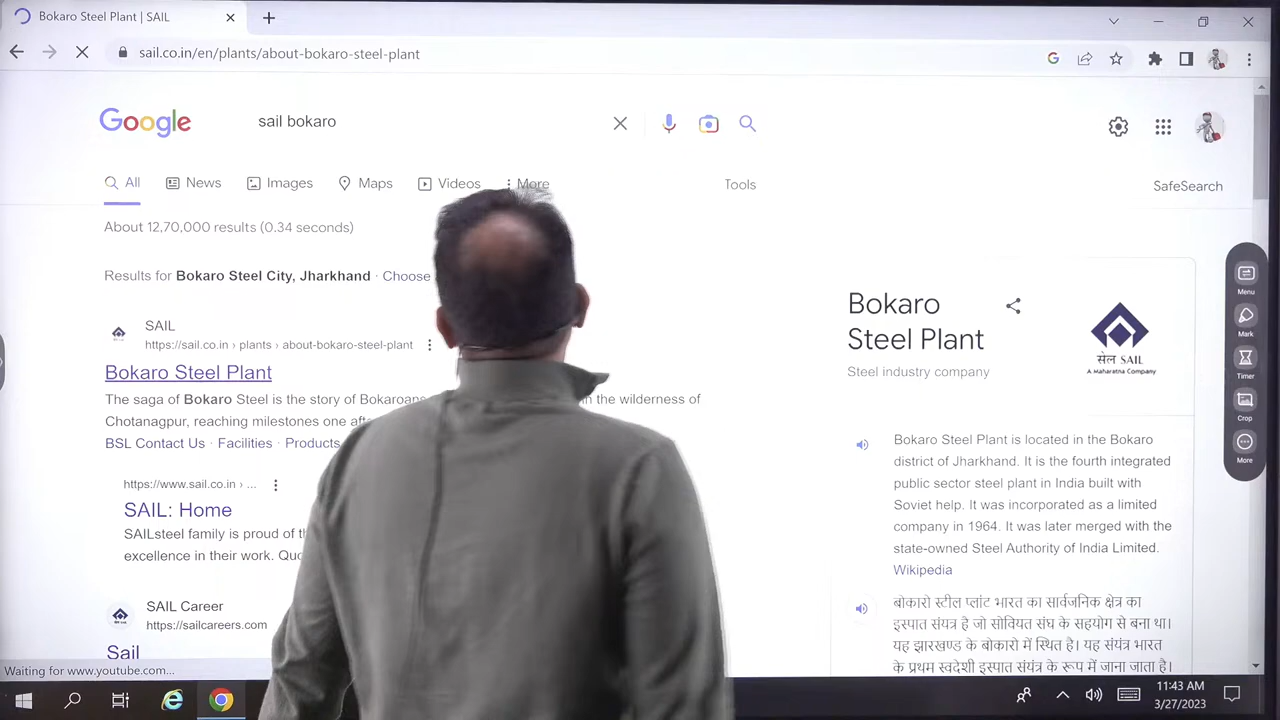 Bokaro Steel Plant | SAIL
sail.co.in/en/plants/about-bokaro-steel-plant
Google
sail bokaro
All
News
Images
Maps
Videos
More
Tools
SafeSearch
About 12,70,000 results (0.34 seconds)
Results for Bokaro Steel City, Jharkhand · Choose
SAIL
https://sail.co.in › plants › about-bokaro-steel-plant
Bokaro Steel Plant
The saga of Bokaro Steel is the story of Bokaroans in the wilderness of
Chotanagpur, reaching milestones one
BSL Contact Us · Facilities · Products
https://www.sail.co.in › ...
SAIL: Home
SAILsteel family is proud of
excellence in their work.
SAIL Career
https://sailcareers.com
Sail
Waiting for www.youtube.com...
Bokaro
Steel Plant
Steel industry company
सेल SAIL
A Maharatna Company
Bokaro Steel Plant is located in the Bokaro
district of Jharkhand. It is the fourth integrated
public sector steel plant in India built with
Soviet help. It was incorporated as a limited
company in 1964. It was later merged with the
state-owned Steel Authority of India Limited.
Wikipedia
बोकारो स्टील प्लांट भारत का सार्वजनिक क्षेत्र का
इस्पात संयत्र है जो सोवियत संघ के सहयोग से बना था।
यह झारखण्ड के बोकारो में स्थित है। यह संयंत्र भारत
के प्रथम स्वदेशी इस्पात संयंत्र के रूप में जाना जाता है।
Menu
Mark
Timer
Crop
More
11:43 AM
3/27/2023